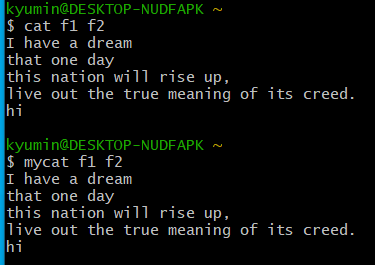 kyumin@DESKTOP-NUDFAPK ~
$ cat f1 f2
I have a dream
that one day
this nation will rise up,
live out the true meaning of its creed.
hi
kyumin@DESKTOP-NUDFAPK ~
$ mycat f1 f2
I have a dream
that one day
this nation will rise up,
live out the true meaning of its creed.
hi